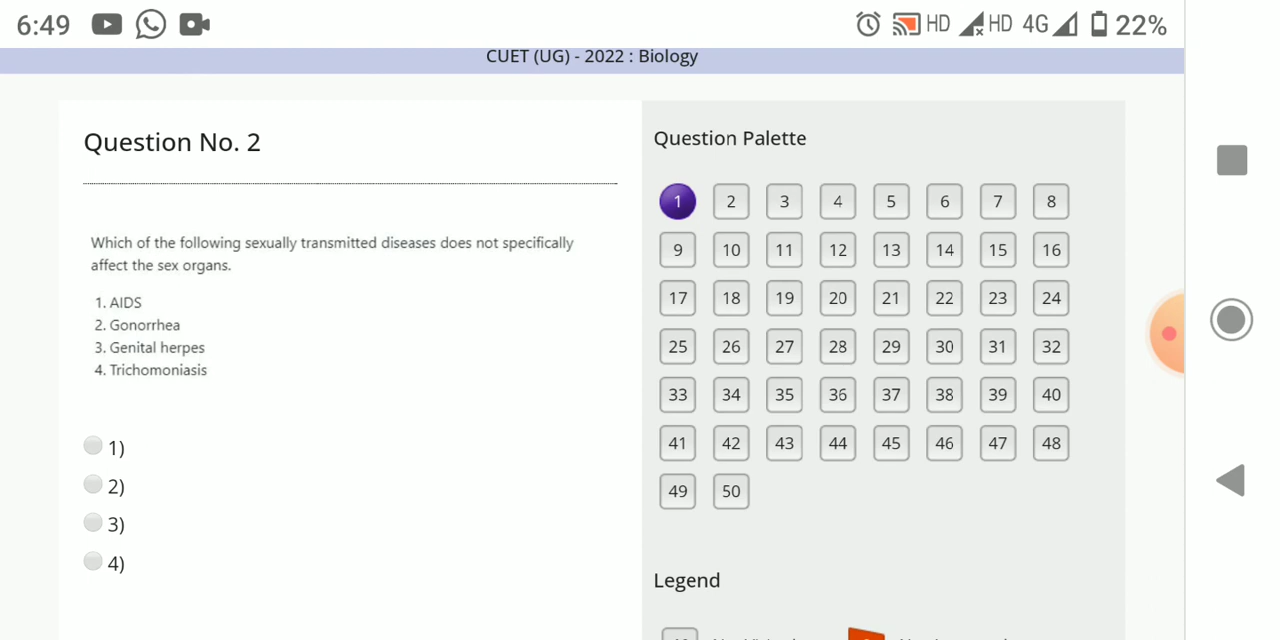 6:49
HD HD 4G 22%
CUET (UG) - 2022 : Biology
Question No. 2
Which of the following sexually transmitted diseases does not specifically
affect the sex organs.
1. AIDS
2. Gonorrhea
3. Genital herpes
4. Trichomoniasis
1)
2)
3)
4)
Question Palette
1 2 3 4 5 6 7 8
9 10 11 12 13 14 15 16
17 18 19 20 21 22 23 24
25 26 27 28 29 30 31 32
33 34 35 36 37 38 39 40
41 42 43 44 45 46 47 48
49 50
Legend